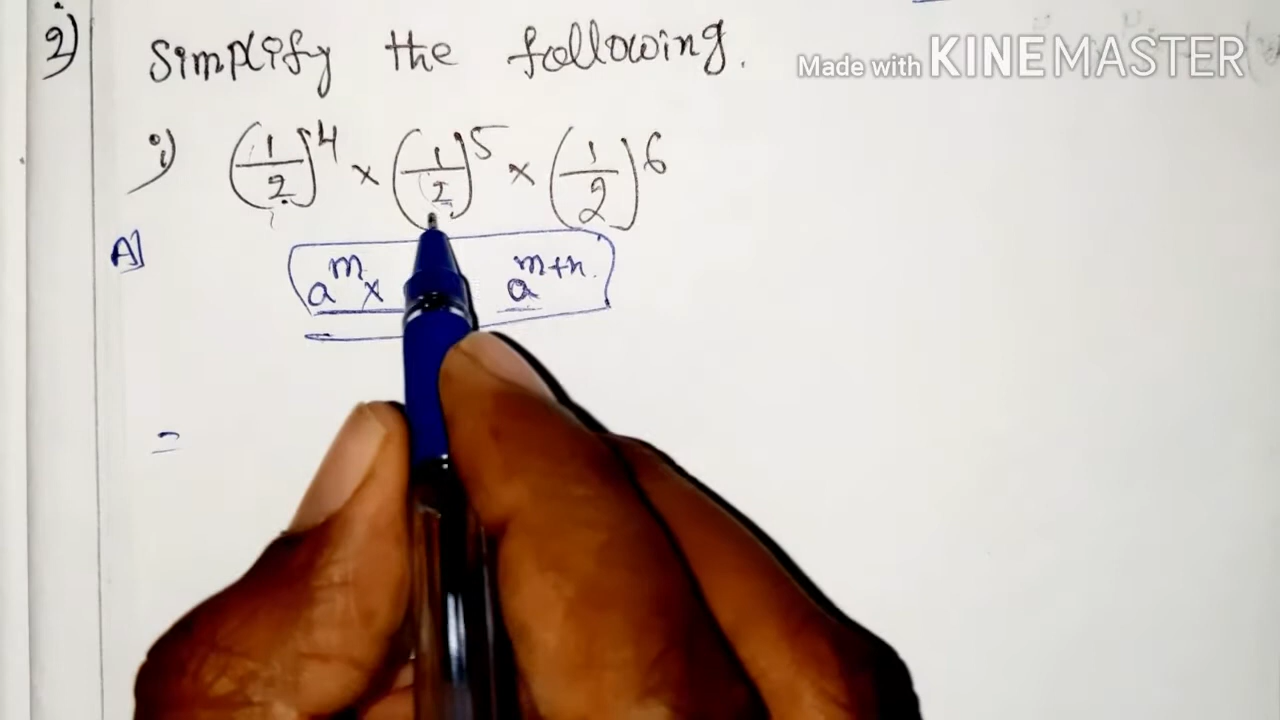 2) Simplify the following.
Made with KINEMASTER
i) (1/2)^4 × (1/2)^5 × (1/2)^6
A] a^m × a^m+n.
=